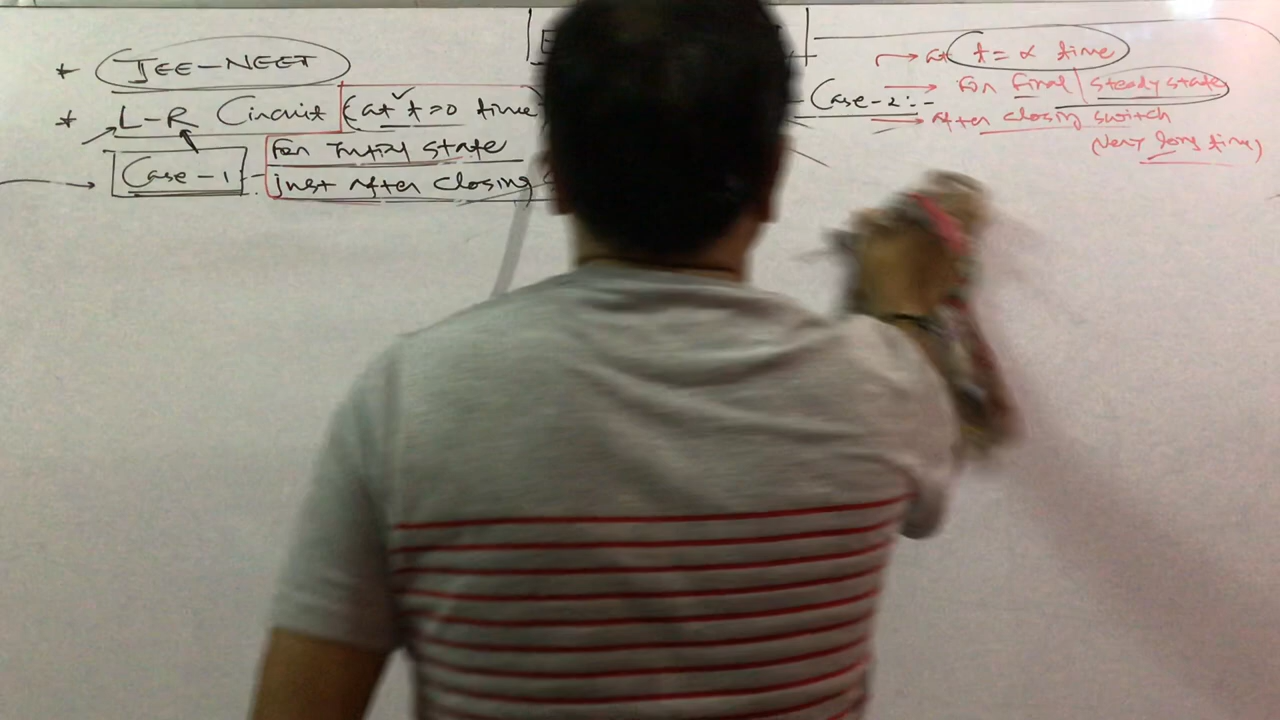 * JEE-NEET
* L-R Circuit (at t=0 time)
Case-1
For Intial state
just after closing
Case-2:-
→ at t=∝ time
→ For final / steady state
→ after closing switch
(very long time)